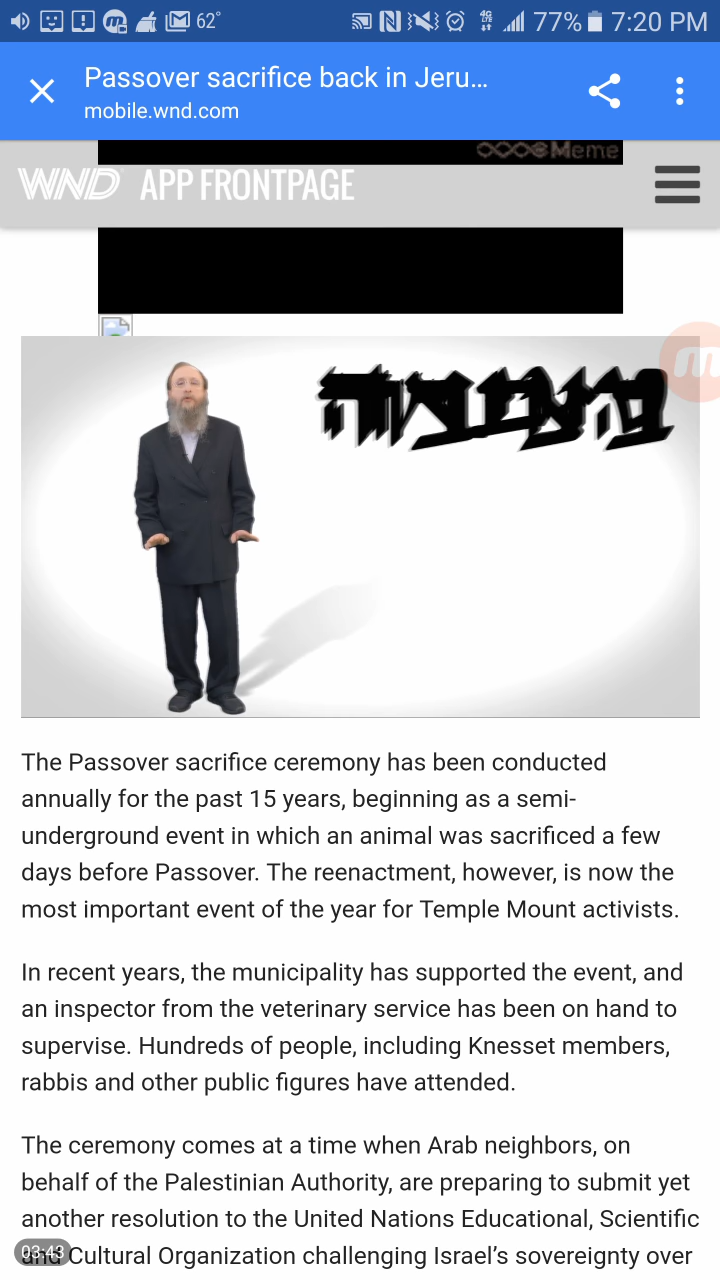 62°
4G
LTE
77%
7:20 PM
Passover sacrifice back in Jeru...
mobile.wnd.com
Meme
WND APP FRONTPAGE
The Passover sacrifice ceremony has been conducted
annually for the past 15 years, beginning as a semi-
underground event in which an animal was sacrificed a few
days before Passover. The reenactment, however, is now the
most important event of the year for Temple Mount activists.
In recent years, the municipality has supported the event, and
an inspector from the veterinary service has been on hand to
supervise. Hundreds of people, including Knesset members,
rabbis and other public figures have attended.
The ceremony comes at a time when Arab neighbors, on
behalf of the Palestinian Authority, are preparing to submit yet
another resolution to the United Nations Educational, Scientific
03:43
and Cultural Organization challenging Israel’s sovereignty over